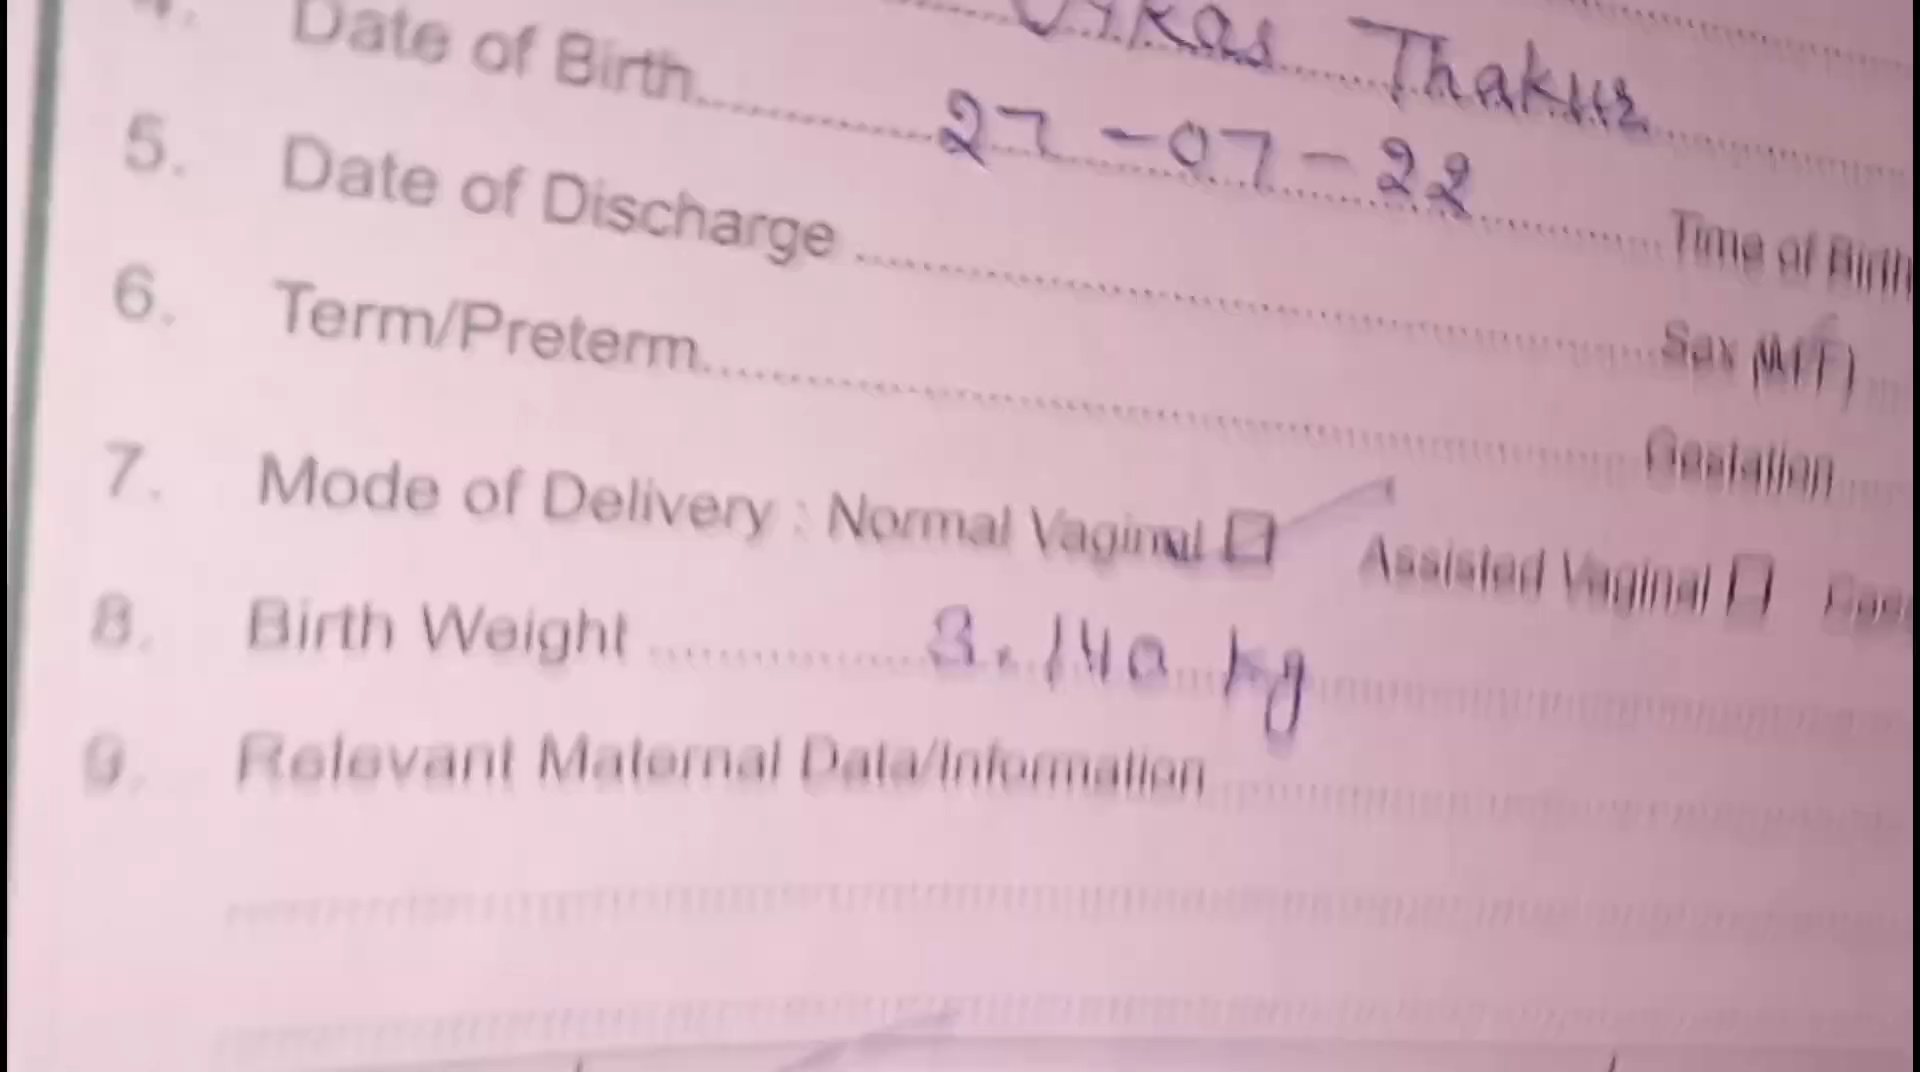 Vikas Thakur
4. Date of Birth 27-07-22 Time of Birth
5. Date of Discharge Sex (M/F)
6. Term/Preterm Gestation
7. Mode of Delivery : Normal Vaginal Assisted Vaginal
8. Birth Weight 3.140 kg
9. Relevant Maternal Data/Information